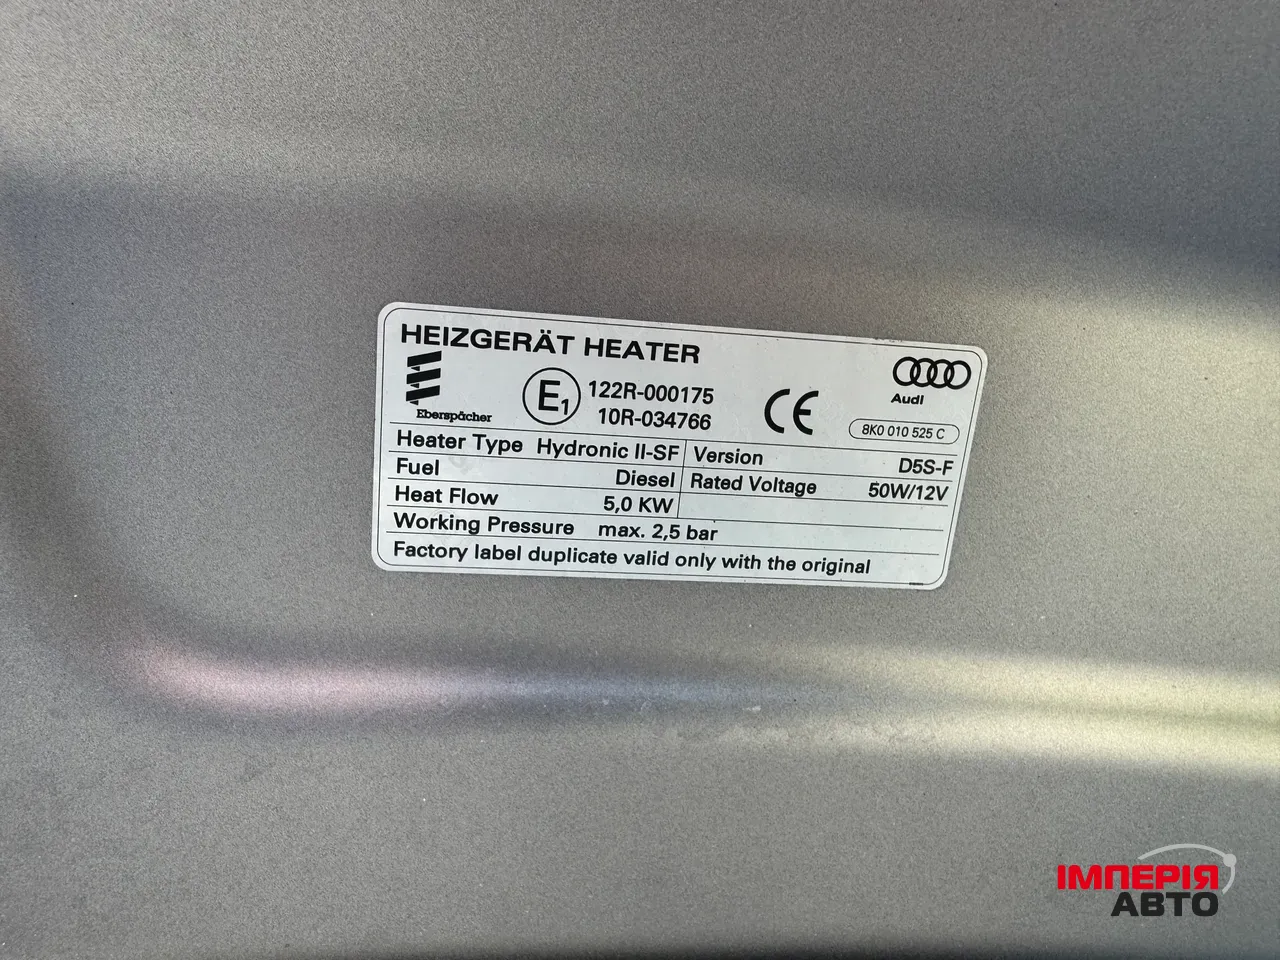 HEIZGERÄT HEATER
Eberspächer
E1
122R-000175
10R-034766
CE
Audi
8K0 010 525 C
Heater Type Hydronic II-SF Version D5S-F
Fuel Diesel Rated Voltage 50W/12V
Heat Flow 5,0 KW
Working Pressure max. 2,5 bar
Factory label duplicate valid only with the original
ІМПЕРІЯ
АВТО